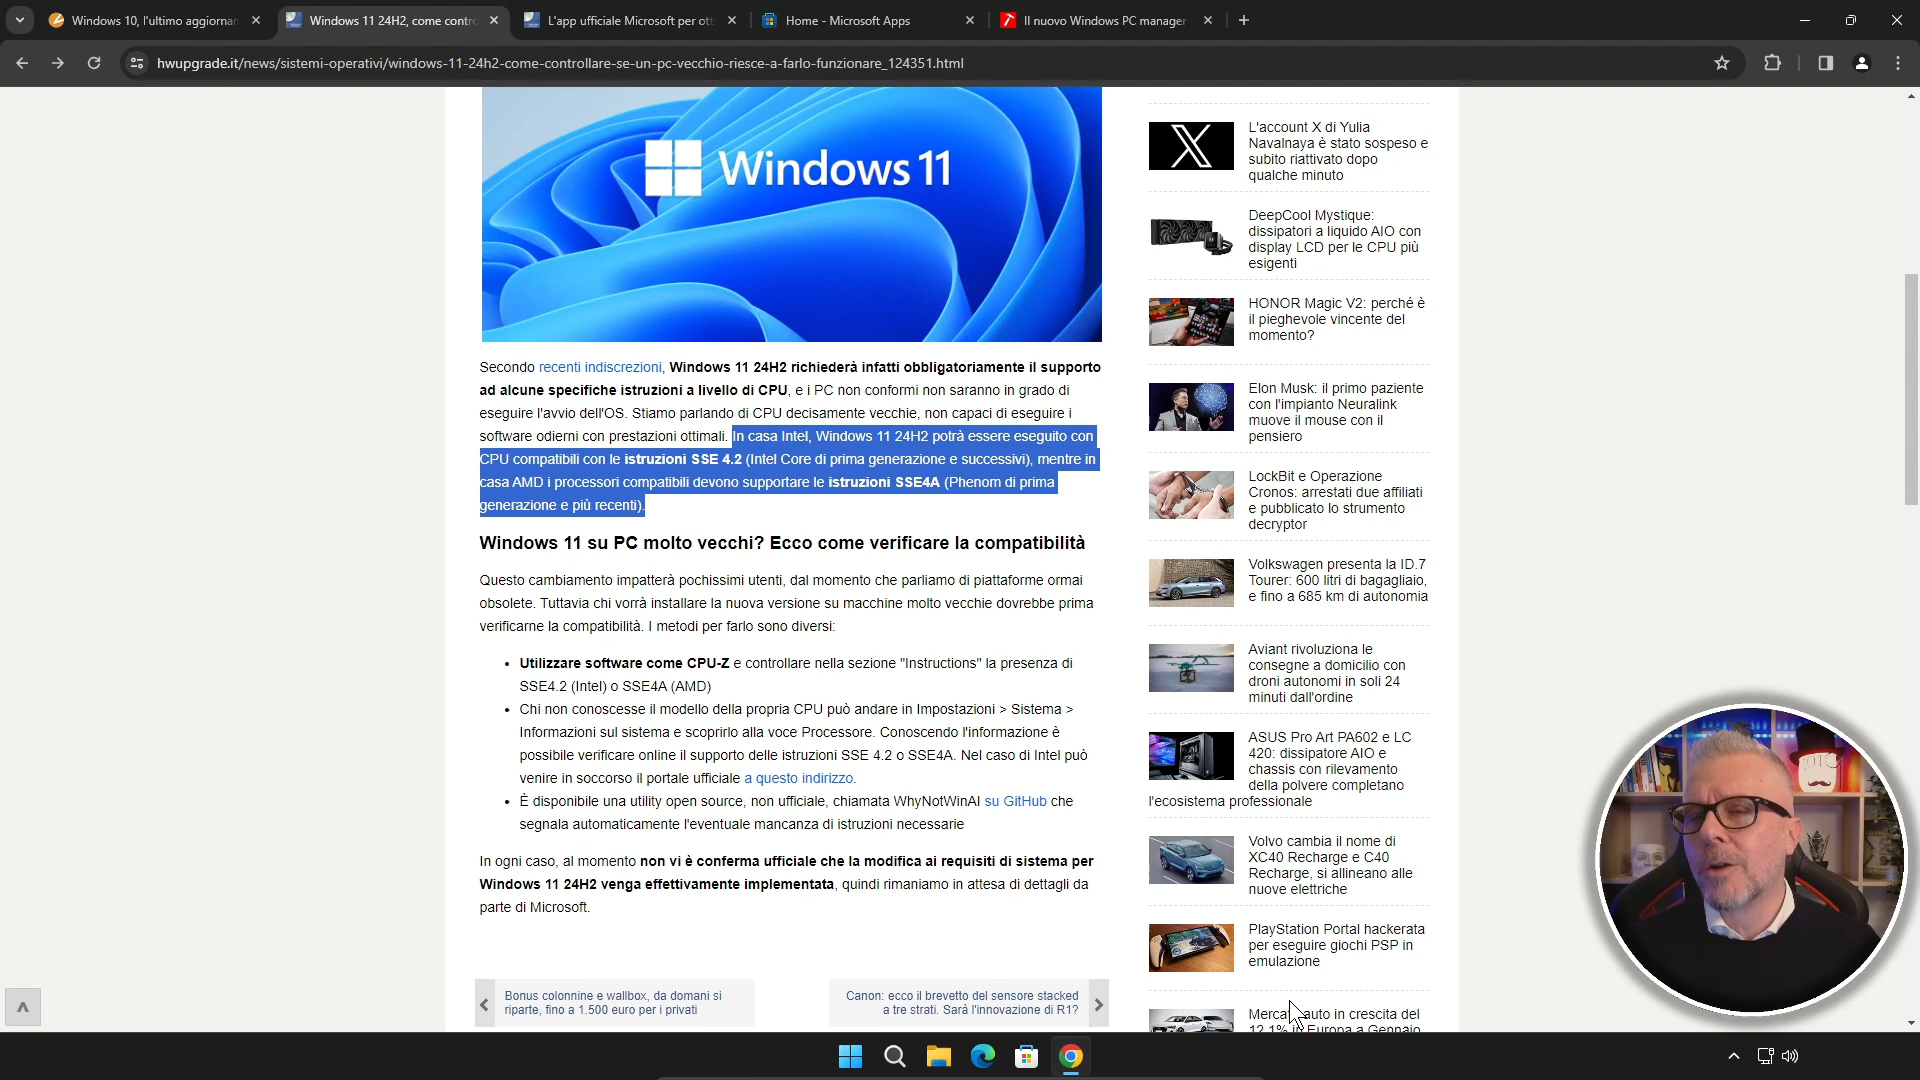 Windows 10, l'ultimo aggiornan
Windows 11 24H2, come contro
L'app ufficiale Microsoft per ott
Home - Microsoft Apps
Il nuovo Windows PC manager
hwupgrade.it/news/sistemi-operativi/windows-11-24h2-come-controllare-se-un-pc-vecchio-riesce-a-farlo-funzionare_124351.html
Windows 11
Secondo recenti indiscrezioni, Windows 11 24H2 richiederà infatti obbligatoriamente il supporto
ad alcune specifiche istruzioni a livello di CPU, e i PC non conformi non saranno in grado di
eseguire l'avvio dell'OS. Stiamo parlando di CPU decisamente vecchie, non capaci di eseguire i
software odierni con prestazioni ottimali. In casa Intel, Windows 11 24H2 potrà essere eseguito con
CPU compatibili con le istruzioni SSE 4.2 (Intel Core di prima generazione e successivi), mentre in
casa AMD i processori compatibili devono supportare le istruzioni SSE4A (Phenom di prima
generazione e più recenti).
Windows 11 su PC molto vecchi? Ecco come verificare la compatibilità
Questo cambiamento impatterà pochissimi utenti, dal momento che parliamo di piattaforme ormai
obsolete. Tuttavia chi vorrà installare la nuova versione su macchine molto vecchie dovrebbe prima
verificarne la compatibilità. I metodi per farlo sono diversi:
• Utilizzare software come CPU-Z e controllare nella sezione "Instructions" la presenza di
SSE4.2 (Intel) o SSE4A (AMD)
• Chi non conoscesse il modello della propria CPU può andare in Impostazioni > Sistema >
Informazioni sul sistema e scoprirlo alla voce Processore. Conoscendo l'informazione è
possibile verificare online il supporto delle istruzioni SSE 4.2 o SSE4A. Nel caso di Intel può
venire in soccorso il portale ufficiale a questo indirizzo.
• È disponibile una utility open source, non ufficiale, chiamata WhyNotWinAI su GitHub che
segnala automaticamente l'eventuale mancanza di istruzioni necessarie
In ogni caso, al momento non vi è conferma ufficiale che la modifica ai requisiti di sistema per
Windows 11 24H2 venga effettivamente implementata, quindi rimaniamo in attesa di dettagli da
parte di Microsoft.
Bonus colonnine e wallbox, da domani si
riparte, fino a 1.500 euro per i privati
Canon: ecco il brevetto del sensore stacked
a tre strati. Sarà l'innovazione di R1?
L'account X di Yulia
Navalnaya è stato sospeso e
subito riattivato dopo
qualche minuto
DeepCool Mystique:
dissipatori a liquido AIO con
display LCD per le CPU più
esigenti
HONOR Magic V2: perché è
il pieghevole vincente del
momento?
Elon Musk: il primo paziente
con l'impianto Neuralink
muove il mouse con il
pensiero
LockBit e Operazione
Cronos: arrestati due affiliati
e pubblicato lo strumento
decryptor
Volkswagen presenta la ID.7
Tourer: 600 litri di bagagliaio,
e fino a 685 km di autonomia
Aviant rivoluziona le
consegne a domicilio con
droni autonomi in soli 24
minuti dall'ordine
ASUS Pro Art PA602 e LC
420: dissipatore AIO e
chassis con rilevamento
della polvere completano
l'ecosistema professionale
Volvo cambia il nome di
XC40 Recharge e C40
Recharge, si allineano alle
nuove elettriche
PlayStation Portal hackerata
per eseguire giochi PSP in
emulazione
auto in crescita del
12,1% Europa a Gennaio